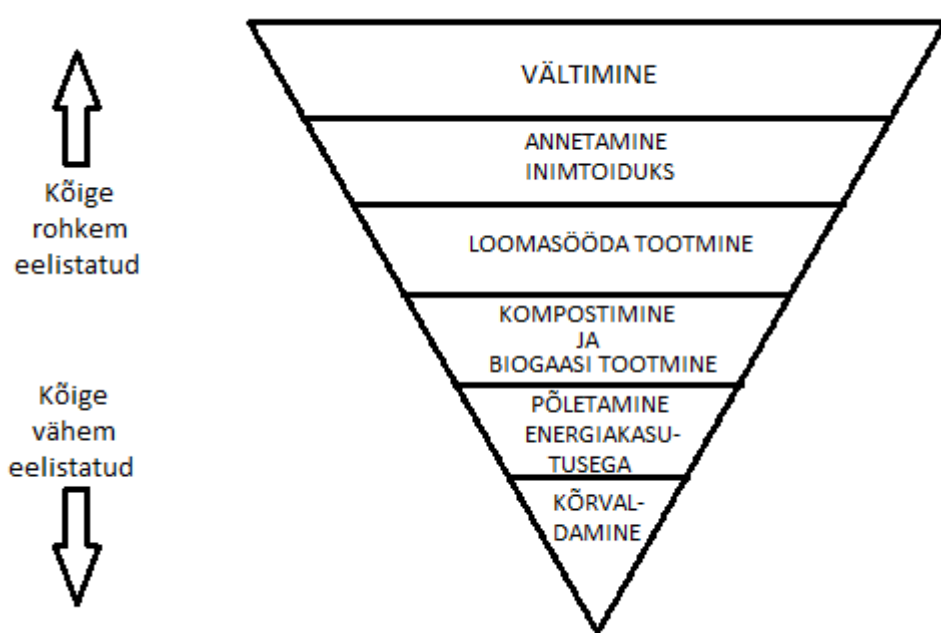 VÄLTIMINE
ANNETAMINE
INIMTOIDUKS
LOOMASÖÖDA TOOTMINE
KOMPOSTIMINE
JA
BIOGAASI TOOTMINE
PÕLETAMINE
ENERGIAKASU-
TUSEGA
KÕRVAL-
DAMINE
Kõige
rohkem
eelistatud
Kõige
vähem
eelistatud